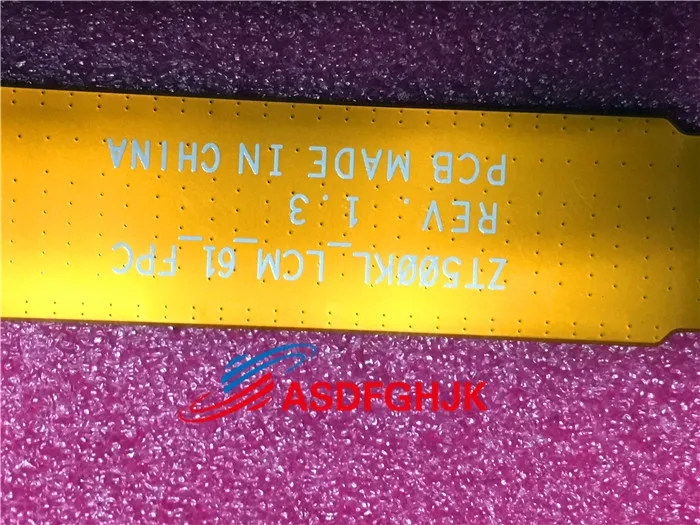 ZT500KL_LCM_61_FPC
REV. 1.3
PCB MADE IN CHINA
ASDFGHJK